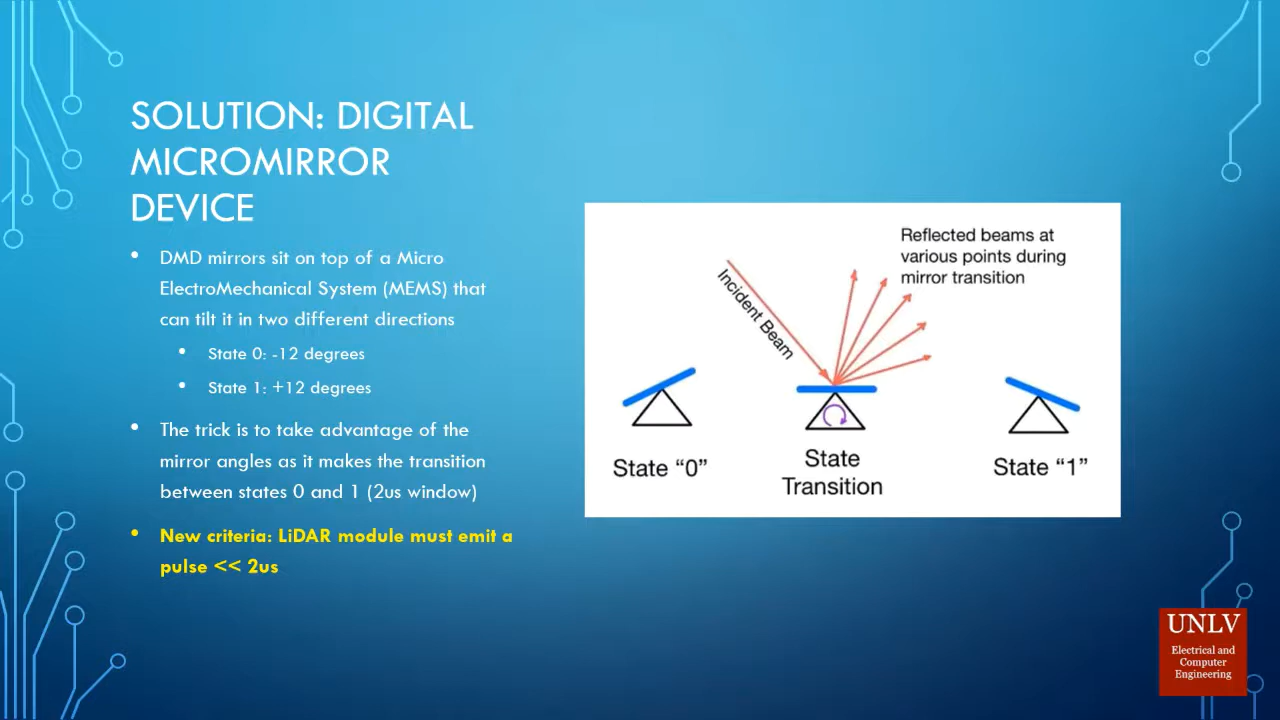 SOLUTION: DIGITAL
MICROMIRROR
DEVICE
• DMD mirrors sit on top of a Micro
ElectroMechanical System (MEMS) that
can tilt it in two different directions
• State 0: -12 degrees
• State 1: +12 degrees
• The trick is to take advantage of the
mirror angles as it makes the transition
between states 0 and 1 (2us window)
• New criteria: LiDAR module must emit a
pulse << 2us
Reflected beams at
various points during
mirror transition
Incident Beam
State “0”
State
Transition
State “1”
UNLV
Electrical and
Computer
Engineering